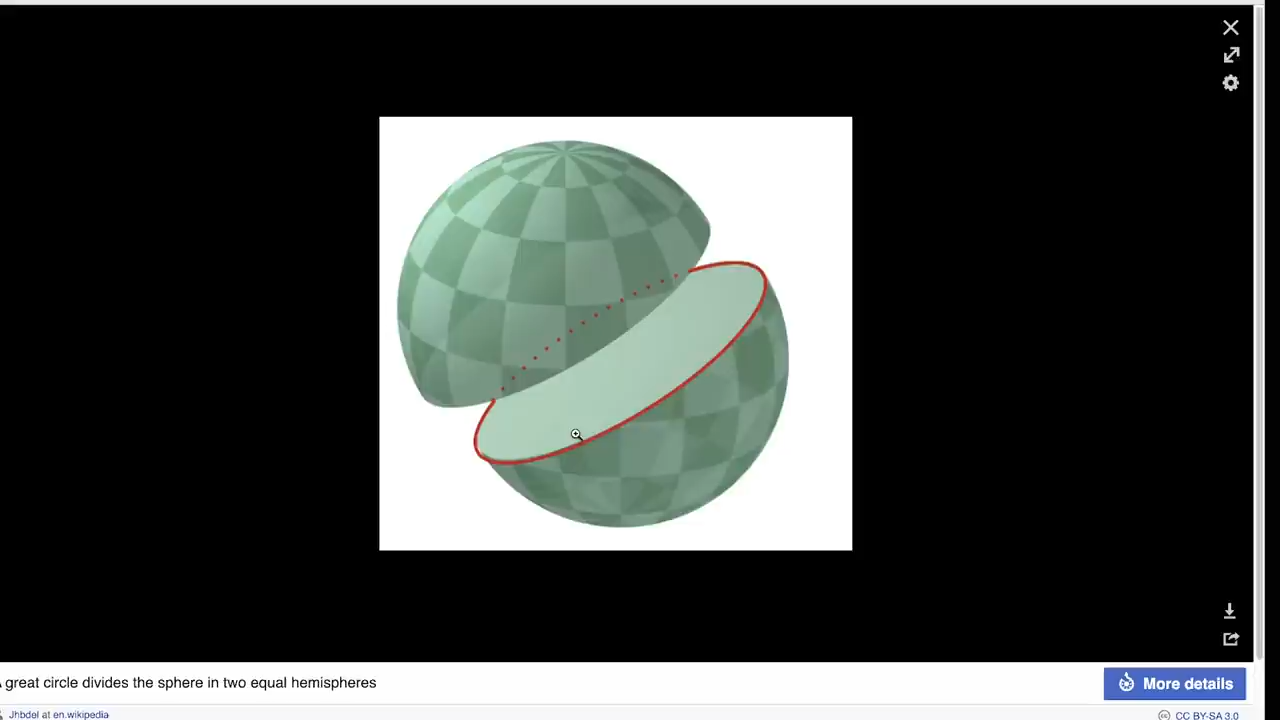 great circle divides the sphere in two equal hemispheres
More details
Jhbdel at en.wikipedia
CC BY-SA 3.0